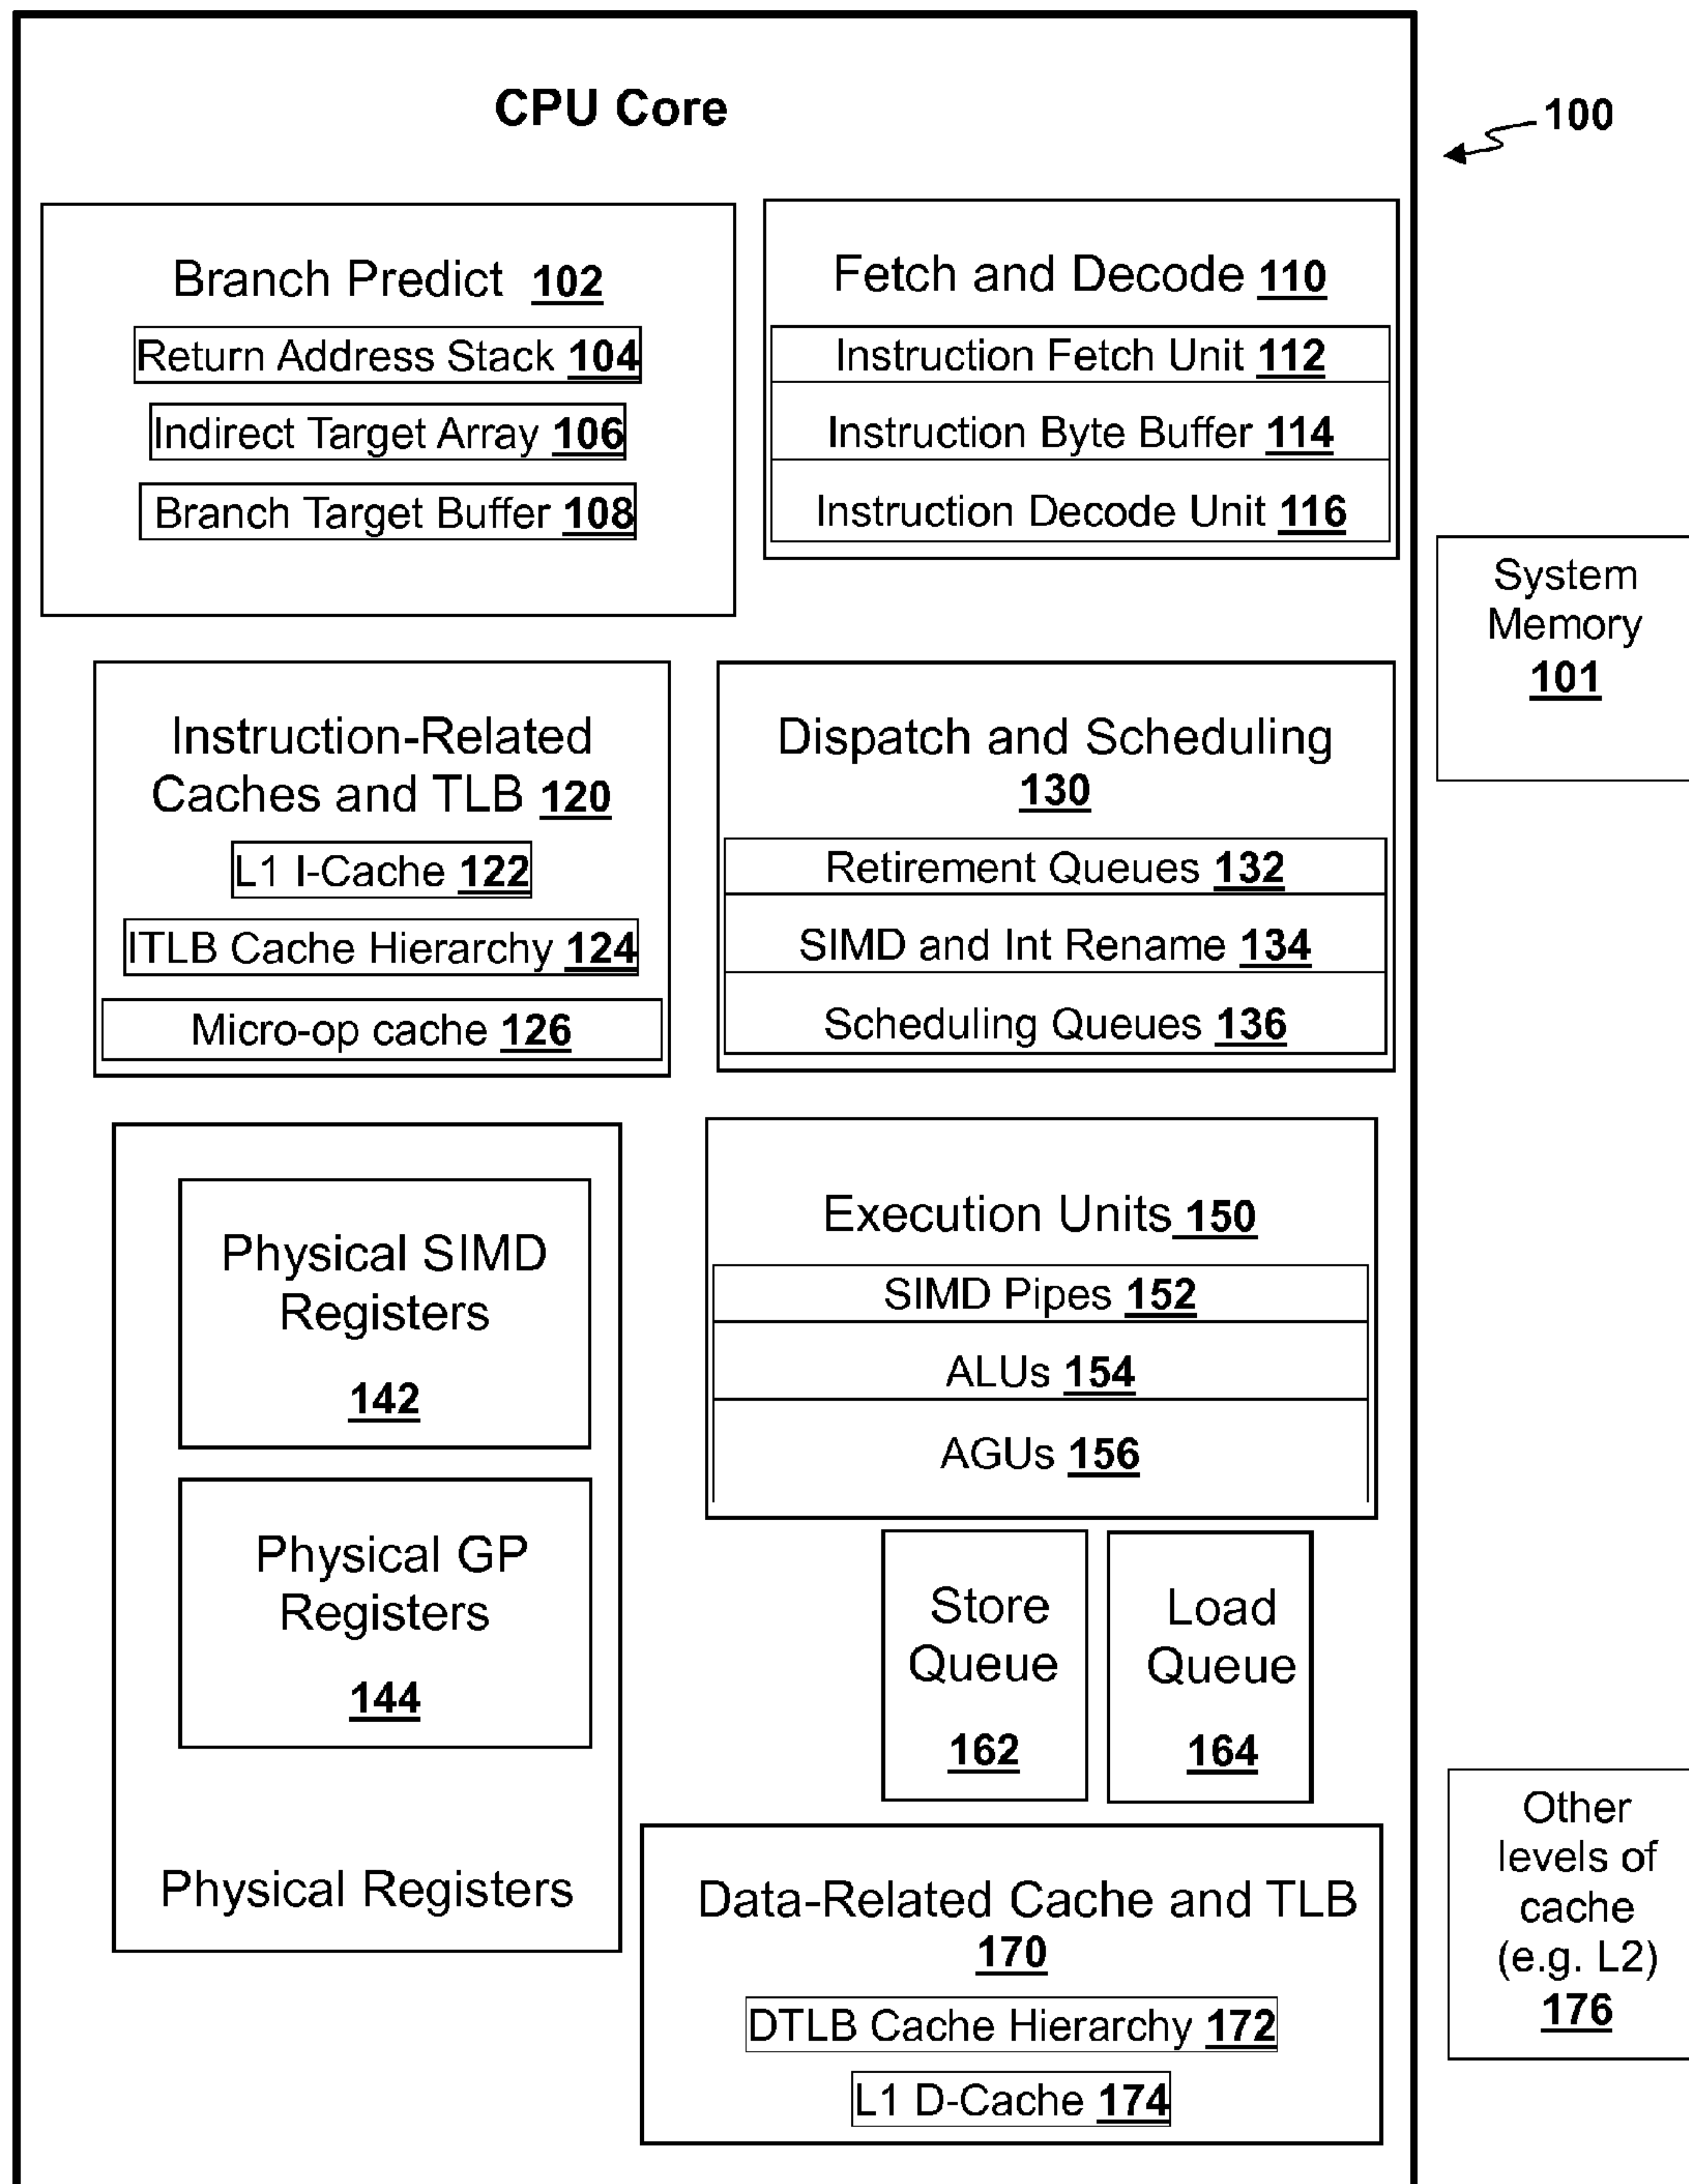 CPU Core
100
Branch Predict 102
Return Address Stack 104
Indirect Target Array 106
Branch Target Buffer 108
Fetch and Decode 110
Instruction Fetch Unit 112
Instruction Byte Buffer 114
Instruction Decode Unit 116
System
Memory
101
Instruction-Related
Caches and TLB 120
L1 I-Cache 122
ITLB Cache Hierarchy 124
Micro-op cache 126
Dispatch and Scheduling
130
Retirement Queues 132
SIMD and Int Rename 134
Scheduling Queues 136
Physical SIMD
Registers
142
Physical GP
Registers
144
Physical Registers
Execution Units 150
SIMD Pipes 152
ALUs 154
AGUs 156
Store
Queue
162
Load
Queue
164
Data-Related Cache and TLB
170
DTLB Cache Hierarchy 172
L1 D-Cache 174
Other
levels of
cache
(e.g. L2)
176